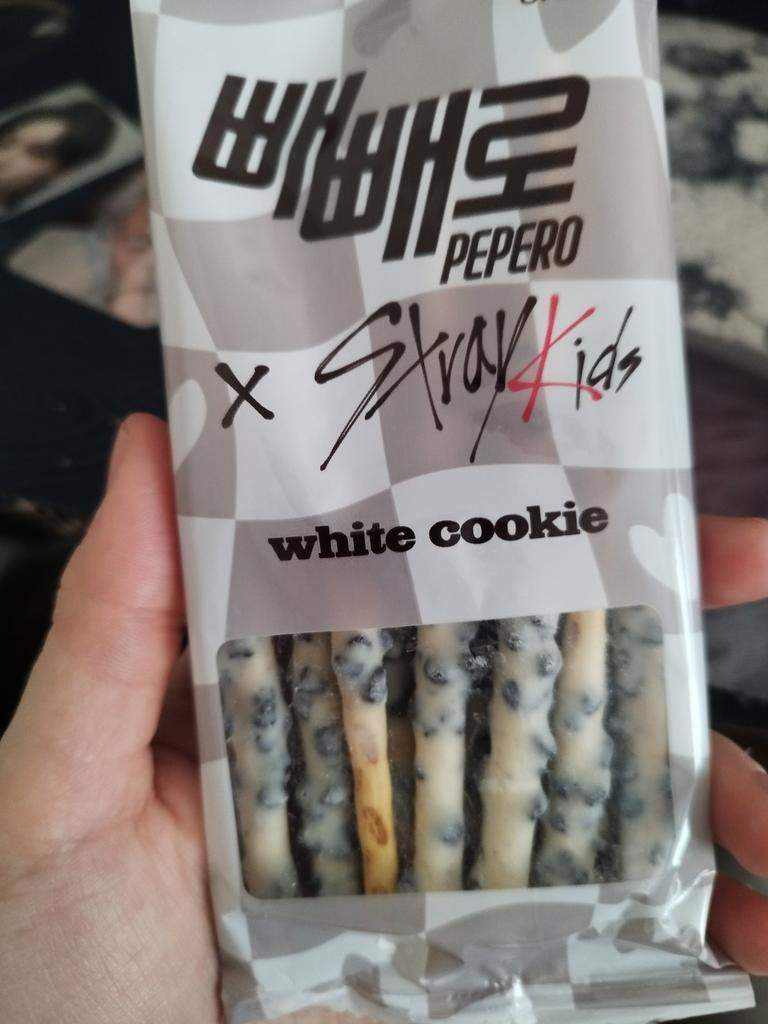 빼빼로
PEPERO
x Stray Kids
white cookie